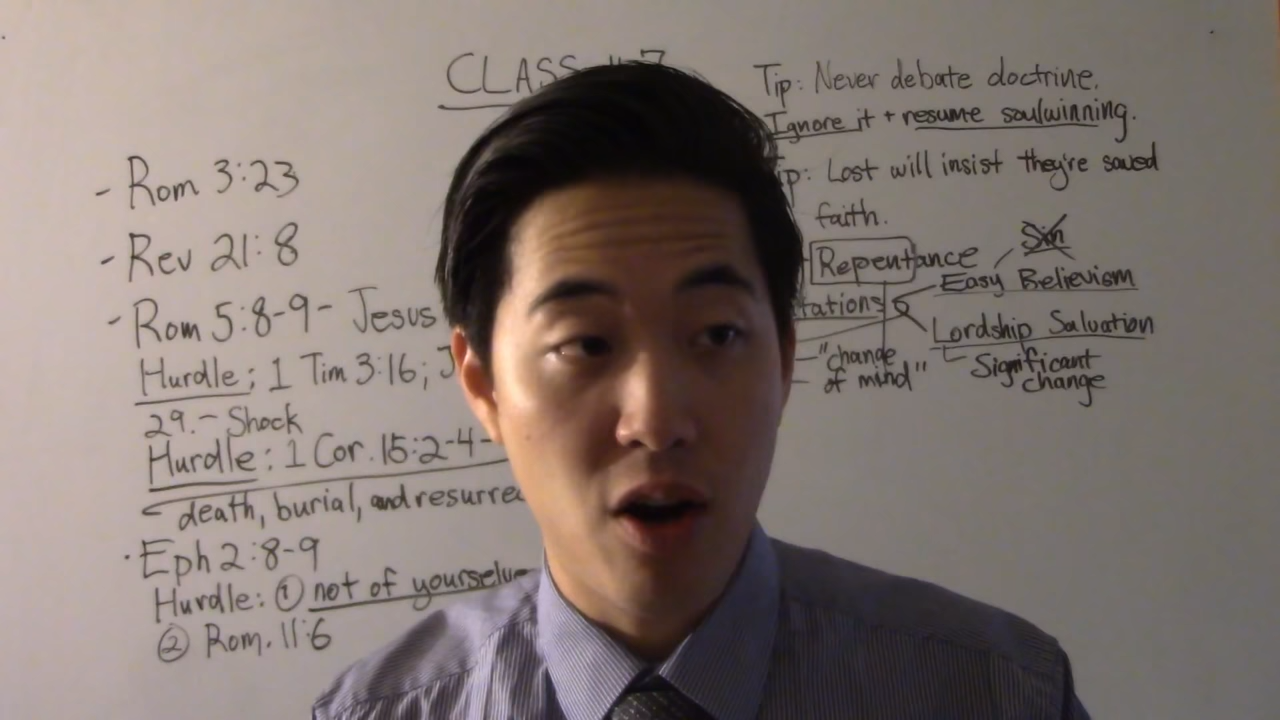 CLASS #7
- Rom 3:23
- Rev 21:8
- Rom 5:8-9 - Jesus
Hurdle: 1 Tim 3:16; J
29. - Shock
Hurdle: 1 Cor. 15:2-4 -
death, burial, and resurre
· Eph 2:8-9
Hurdle: ① not of yourselve
② Rom. 11:6
Tip: Never debate doctrine.
Ignore it + resume soulwinning.
ip: Lost will insist they're saved
faith.
Sin
Repentance
Easy Believism
tations
Lordship Salvation
- "change
- of mind"
Significant
change